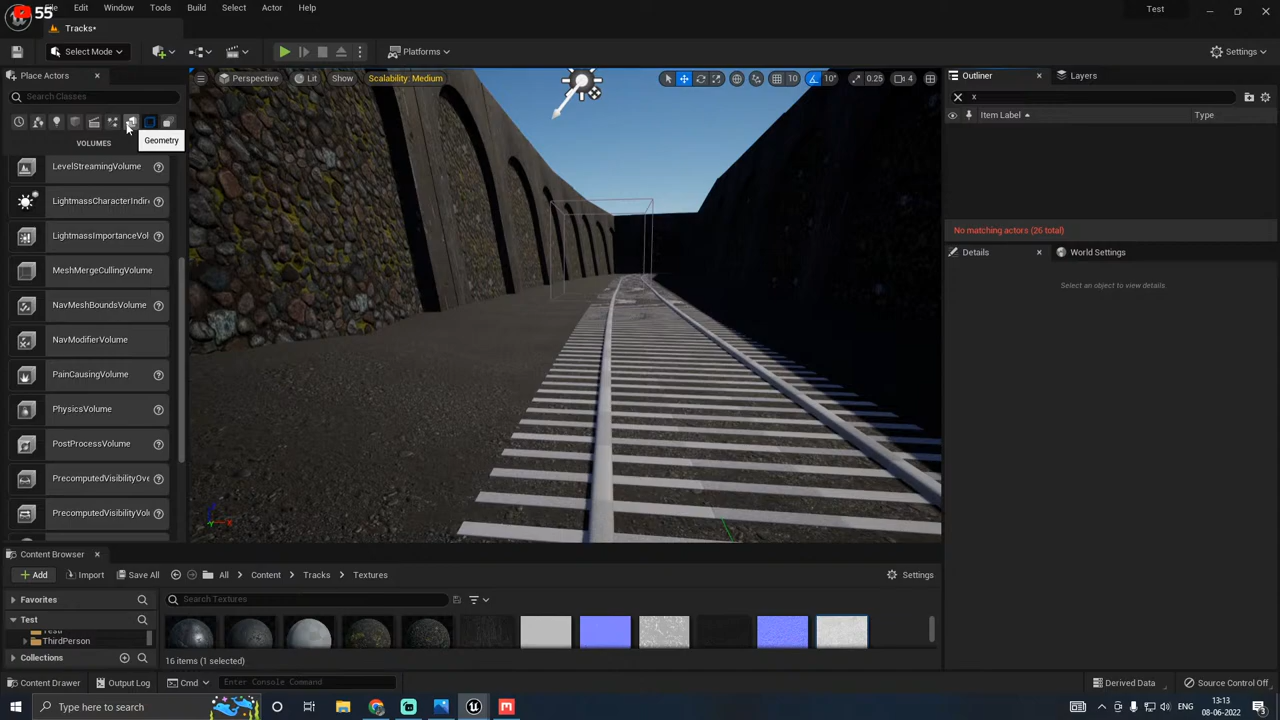 55
Edit
Window
Tools
Build
Select
Actor
Help
Test
Tracks*
Select Mode
Platforms
Settings
Place Actors
Search Classes
Geometry
VOLUMES
LevelStreamingVolume
LightmassCharacterIndire
LightmassImportanceVol
MeshMergeCullingVolume
NavMeshBoundsVolume
NavModifierVolume
PainCausingVolume
PhysicsVolume
PostProcessVolume
PrecomputedVisibilityOve
PrecomputedVisibilityVolu
Perspective
Lit
Show
Scalability: Medium
10
10°
0.25
4
Outliner
Layers
x
Item Label
Type
No matching actors (26 total)
Details
World Settings
Select an object to view details
Content Browser
Add
Import
Save All
All
Content
Tracks
Textures
Settings
Favorites
Search Textures
Test
ThirdPerson
Collections
16 items (1 selected)
Content Drawer
Output Log
Cmd
Enter Console Command
Derived Data
Source Control Off
Type here to search
ENG
13:13
08-06-2022
3